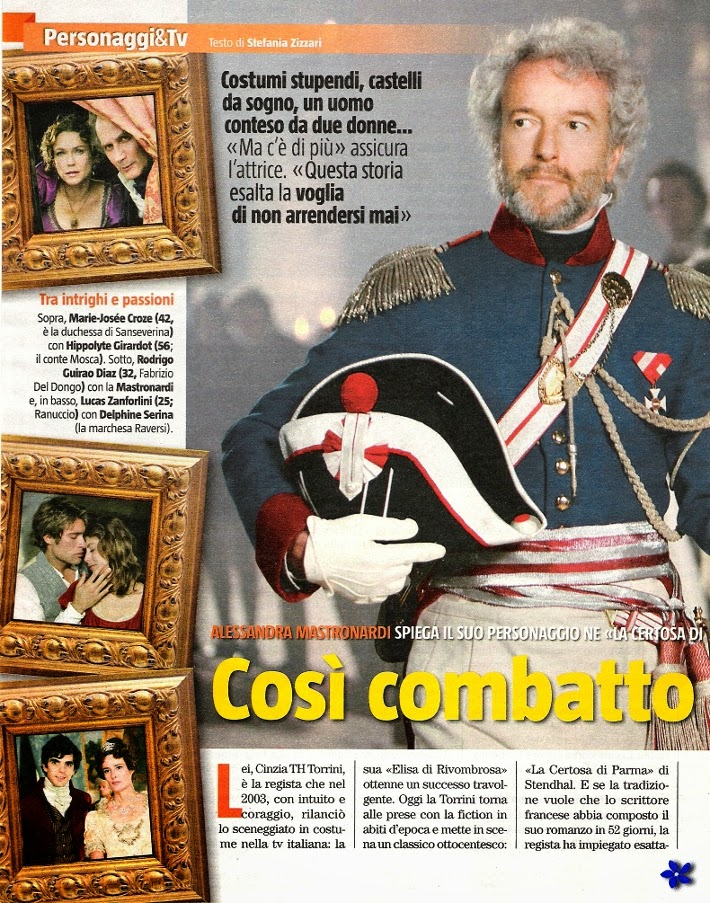 Personaggi&Tv
Testo di Stefania Zizzari
Costumi stupendi, castelli
da sogno, un uomo
conteso da due donne...
«Ma c'è di più» assicura
l'attrice. «Questa storia
esalta la voglia
di non arrendersi mai»
Tra intrighi e passioni
Sopra, Marie-Josée Croze (42,
è la duchessa di Sanseverina)
con Hippolyte Girardot (56;
il conte Mosca). Sotto, Rodrigo
Guirao Diaz (32, Fabrizio
Del Dongo) con la Mastronardi
e, in basso, Lucas Zanforlini (25;
Ranuccio) con Delphine Serina
(la marchesa Raversi).
ALESSANDRA MASTRONARDI SPIEGA IL SUO PERSONAGGIO NE «LA CERTOSA DI
Così combatto
Lei, Cinzia TH Torrini,
è la regista che nel
2003, con intuito e
coraggio, rilanciò
lo sceneggiato in costu-
me nella tv italiana: la
sua «Elisa di Rivombrosa»
ottenne un successo travol-
gente. Oggi la Torrini torna
alle prese con la fiction in
abiti d'epoca e mette in sce-
na un classico ottocentesco:
«La Certosa di Parma» di
Stendhal. E se la tradizio-
ne vuole che lo scrittore
francese abbia composto il
suo romanzo in 52 giorni, la
regista ha impiegato esatta-